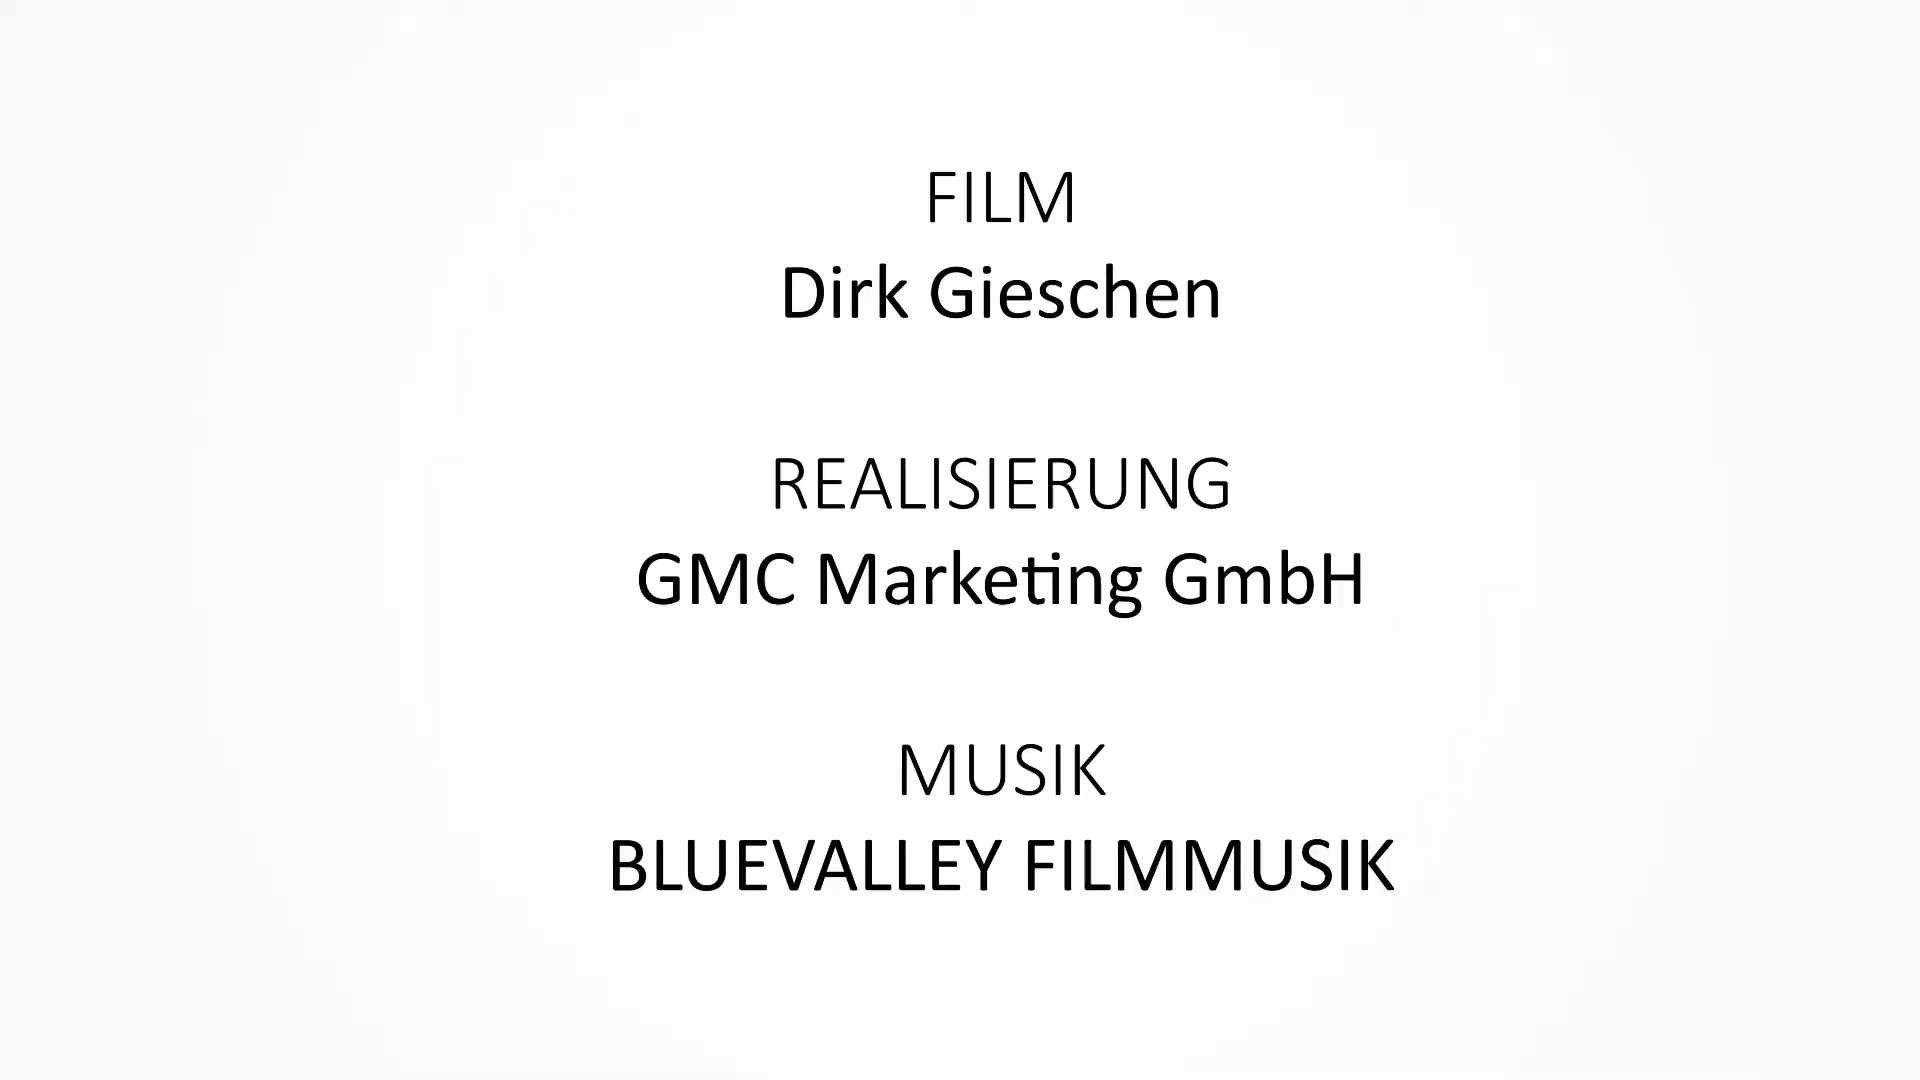 FILM
Dirk Gieschen
REALISIERUNG
GMC Marketing GmbH
MUSIK
BLUEVALLEY FILMMUSIK